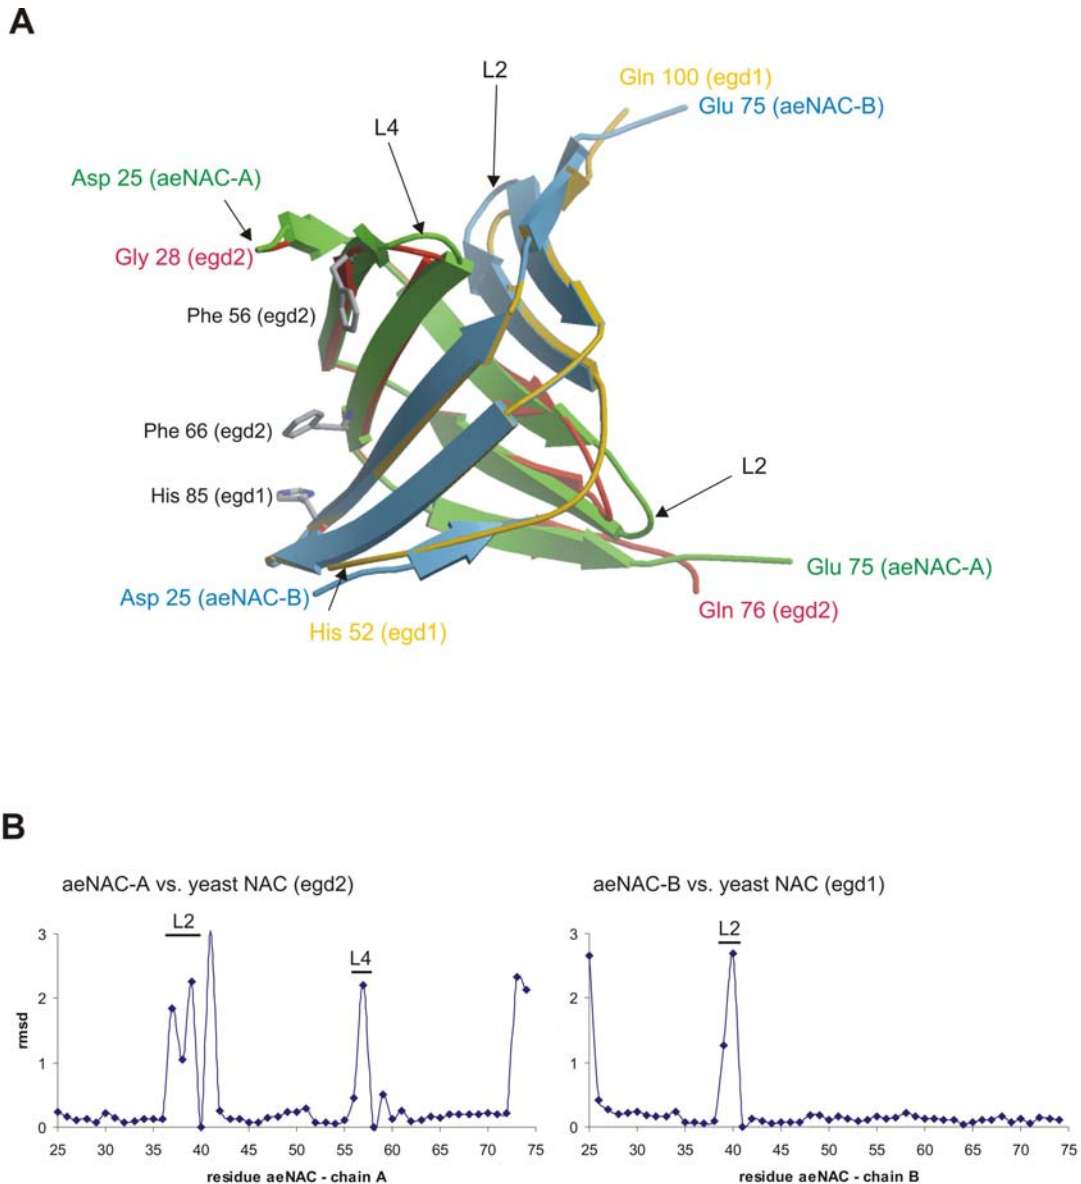 A
L2
Gln 100 (egd1)
Glu 75 (aeNAC-B)
L4
Asp 25 (aeNAC-A)
Gly 28 (egd2)
Phe 56 (egd2)
Phe 66 (egd2)
L2
His 85 (egd1)
Glu 75 (aeNAC-A)
Asp 25 (aeNAC-B)
Gln 76 (egd2)
His 52 (egd1)
B
aeNAC-A vs. yeast NAC (egd2)
L2
L4
3
2
1
0
rmsd
25 30 35 40 45 50 55 60 65 70 75
residue aeNAC - chain A
aeNAC-B vs. yeast NAC (egd1)
L2
3
2
1
0
25 30 35 40 45 50 55 60 65 70 75
residue aeNAC - chain B